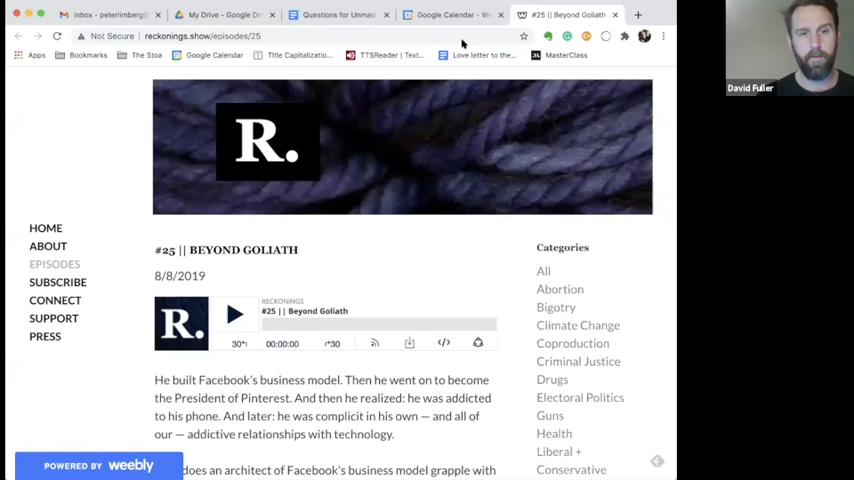 Inbox - peterlimberg@
My Drive - Google Dri
Questions for Unmas
Google Calendar - We
#25 || Beyond Goliath
Not Secure | reckonings.show/episodes/25
Apps
Bookmarks
The Stoa
Google Calendar
Title Capitalizatio...
TTSReader | Text...
Love letter to the...
MasterClass
David Fuller
R.
HOME
ABOUT
EPISODES
SUBSCRIBE
CONNECT
SUPPORT
PRESS
#25 || BEYOND GOLIATH
8/8/2019
R.
RECKONINGS
#25 || Beyond Goliath
30
00:00:00
30
He built Facebook's business model. Then he went on to become
the President of Pinterest. And then he realized: he was addicted
to his phone. And later: he was complicit in his own — and all of
our — addictive relationships with technology.
does an architect of Facebook's business model grapple with
Categories
All
Abortion
Bigotry
Climate Change
Coproduction
Criminal Justice
Drugs
Electoral Politics
Guns
Health
Liberal +
Conservative
POWERED BY weebly